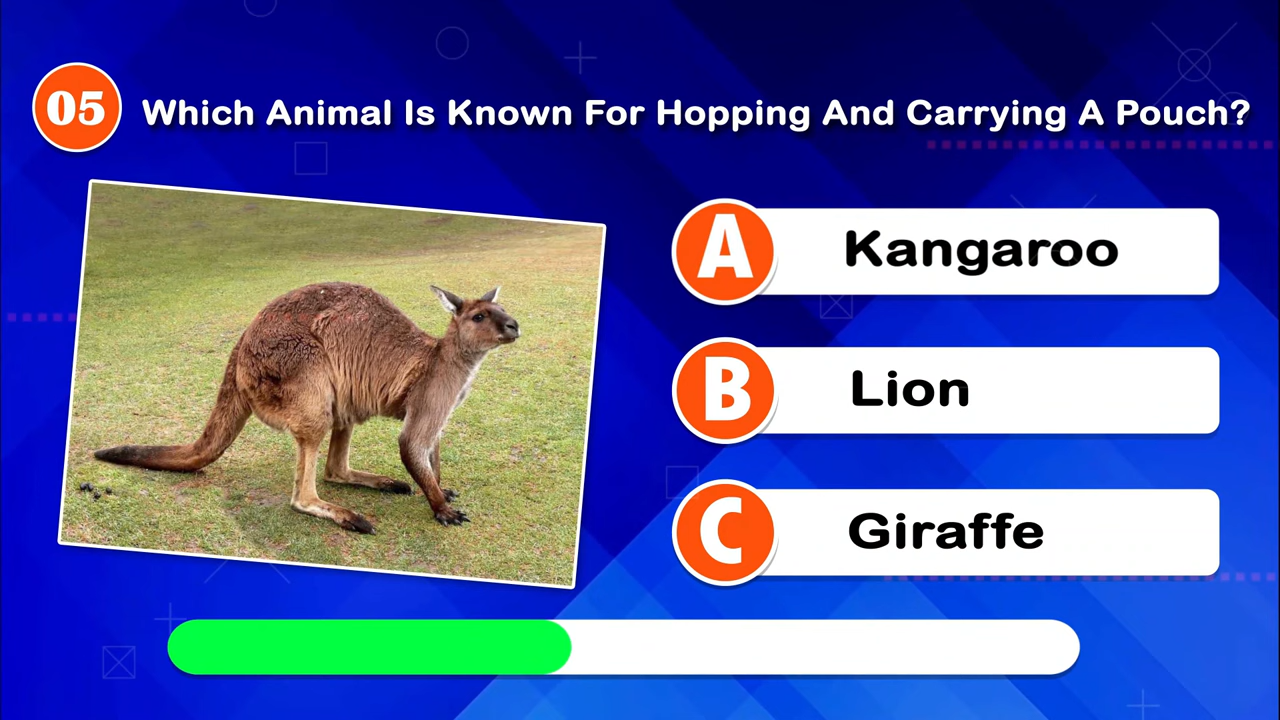 05
Which Animal Is Known For Hopping And Carrying A Pouch?
A Kangaroo
B Lion
C Giraffe